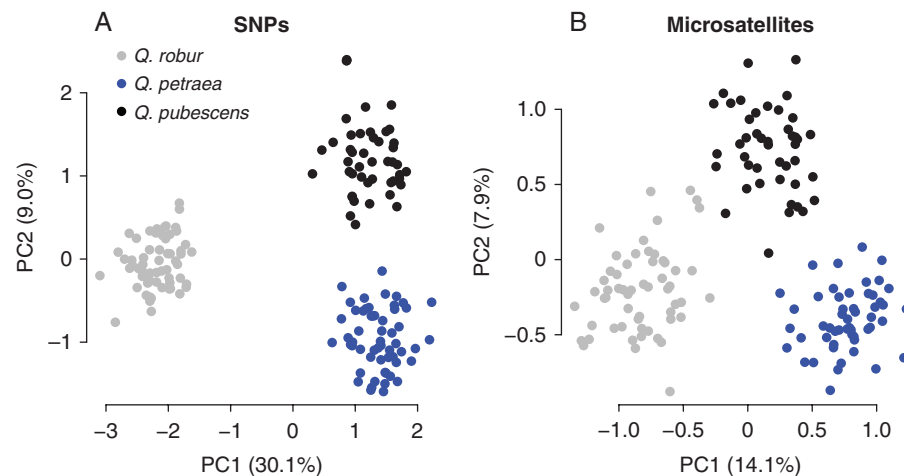 A
SNPs
Q. robur
Q. petraea
Q. pubescens
2
1
0
−1
PC2 (9.0%)
−3
−2
−1
0
1
2
PC1 (30.1%)
B
Microsatellites
1.0
0.5
0
−0.5
PC2 (7.9%)
−1.0
−0.5
0
0.5
1.0
PC1 (14.1%)